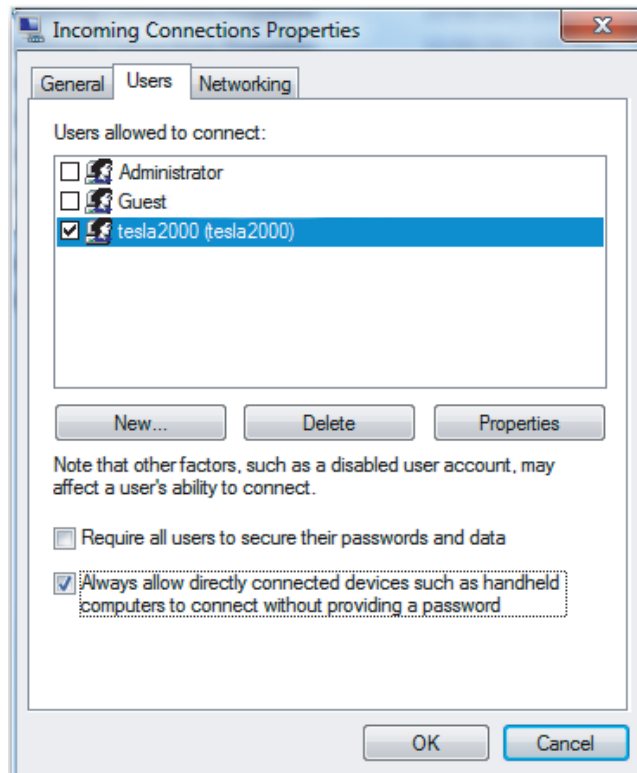 Incoming Connections Properties
General Users Networking
Users allowed to connect:
Administrator
Guest
tesla2000 (tesla2000)
New... Delete Properties
Note that other factors, such as a disabled user account, may
affect a user's ability to connect.
Require all users to secure their passwords and data
Always allow directly connected devices such as handheld
computers to connect without providing a password
OK Cancel